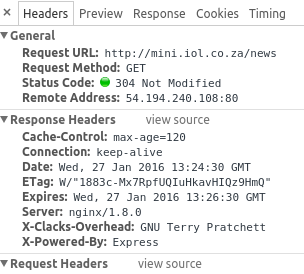 × Headers Preview Response Cookies Timing
▼ General
Request URL: http://mini.iol.co.za/news
Request Method: GET
Status Code: 304 Not Modified
Remote Address: 54.194.240.108:80
▼ Response Headers view source
Cache-Control: max-age=120
Connection: keep-alive
Date: Wed, 27 Jan 2016 13:24:30 GMT
ETag: W/"1883c-Mx7RpfUQIuHkavHIQz9HmQ"
Expires: Wed, 27 Jan 2016 13:26:30 GMT
Server: nginx/1.8.0
X-Clacks-Overhead: GNU Terry Pratchett
X-Powered-By: Express
▼ Request Headers view source